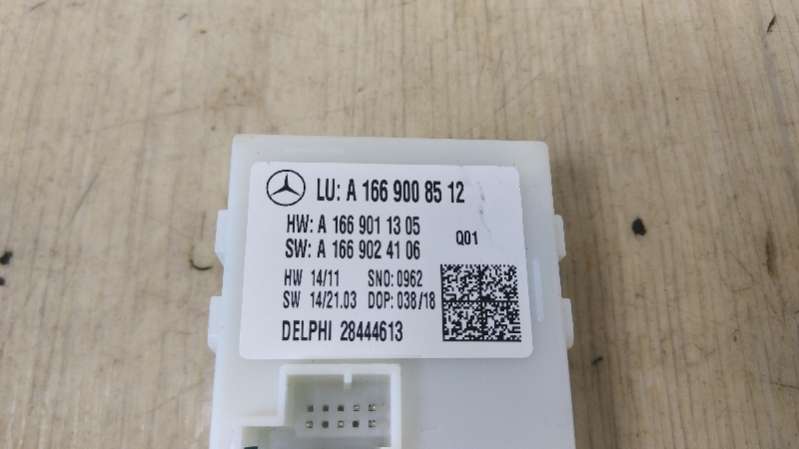 LU: A 166 900 85 12
HW: A 166 901 13 05
SW: A 166 902 41 06
Q01
HW 14/11 SNO: 0962
SW 14/21.03 DOP: 038/18
DELPHI 28444613